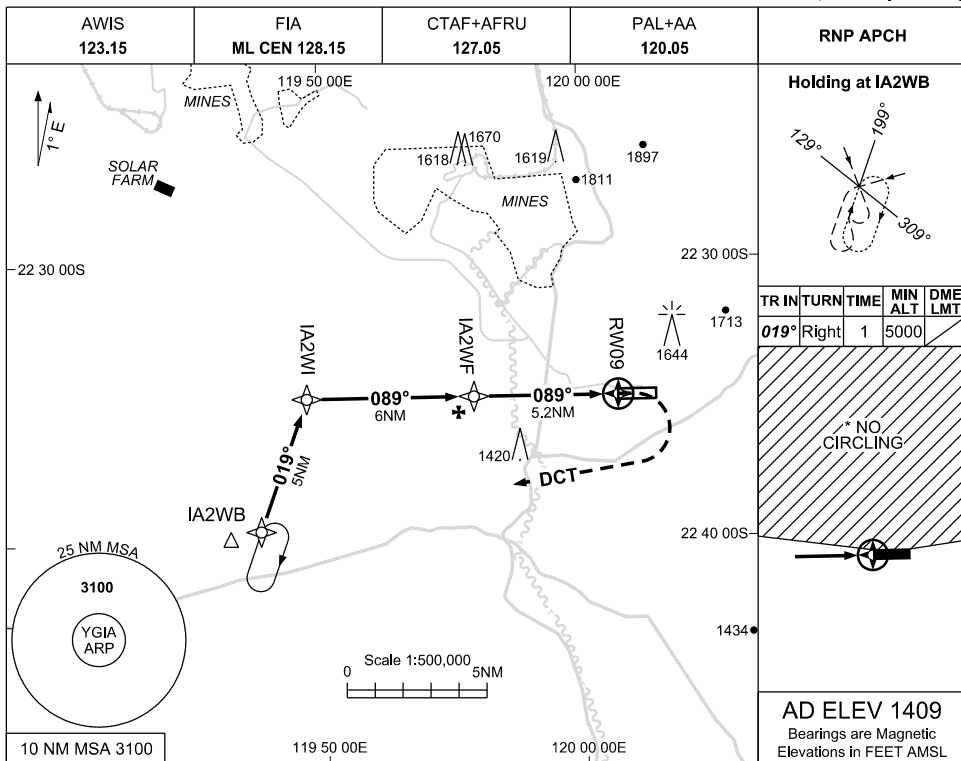 AWIS
123.15
FIA
ML CEN 128.15
CTAF+AFRU
127.05
PAL+AA
120.05
RNP APCH
119 50 00E
120 00 00E
MINES
1° E
SOLAR
FARM
1618
1670
1619
1897
1811
MINES
22 30 00S
22 30 00S
1713
1644
IA2WI
IA2WF
RW09
089°
6NM
089°
5.2NM
1420
DCT
019°
5NM
IA2WB
22 40 00S
25 NM MSA
3100
YGIA
ARP
10 NM MSA 3100
Scale 1:500,000
0
5NM
1434
119 50 00E
120 00 00E
Holding at IA2WB
199°
129°
309°
TR IN TURN TIME MIN ALT DME LMT
019° Right 1 5000
* NO
CIRCLING
AD ELEV 1409
Bearings are Magnetic
Elevations in FEET AMSL